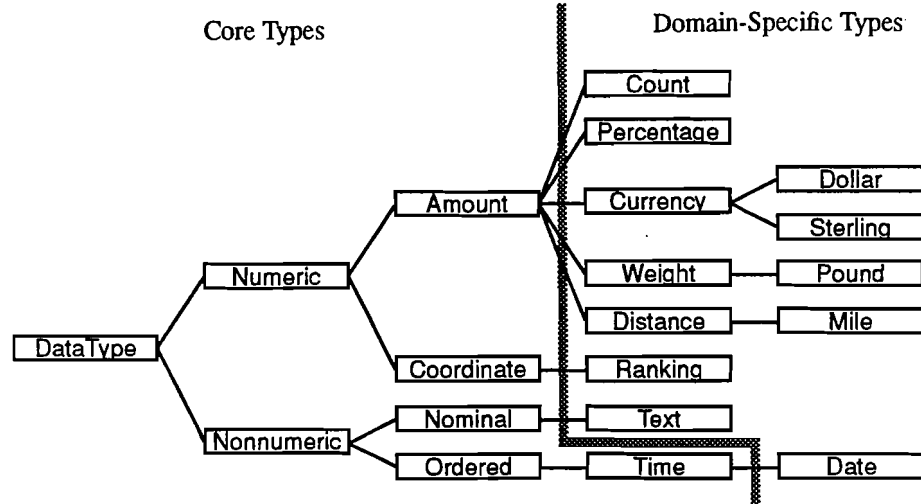 Core Types
Domain-Specific Types
Count
Percentage
Dollar
Amount
Currency
Sterling
Numeric
Weight
Pound
Distance
Mile
DataType
Coordinate
Ranking
Nominal
Text
Nonnumeric
Ordered
Time
Date